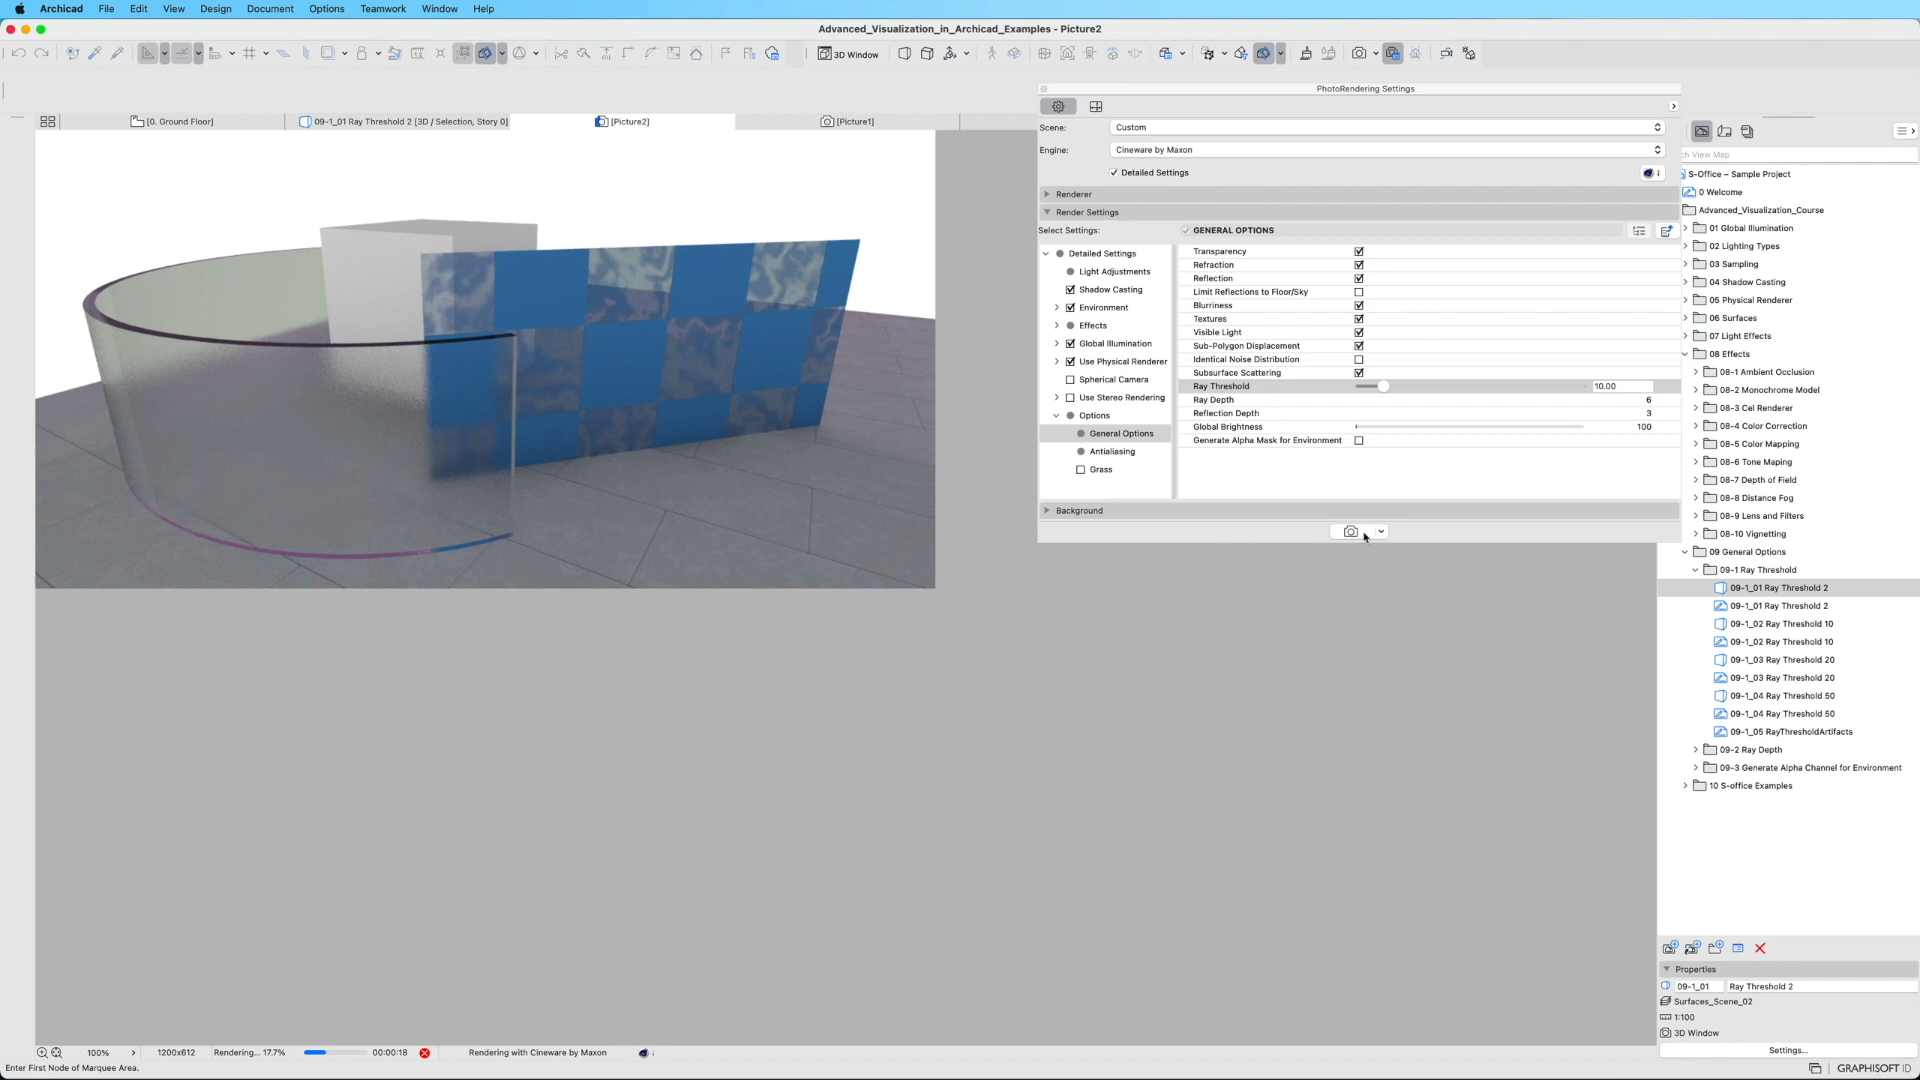 Archicad File Edit View Design Document Options Teamwork Window Help
Advanced_Visualization_in_Archicad_Examples - Picture2
3D Window
[0. Ground Floor]
09-1_01 Ray Threshold 2 [3D / Selection, Story 0]
[Picture2]
[Picture1]
PhotoRendering Settings
Scene: Custom
Engine: Cineware by Maxon
Detailed Settings
Renderer
Render Settings
Select Settings:
GENERAL OPTIONS
Detailed Settings
Light Adjustments
Shadow Casting
Environment
Effects
Global Illumination
Use Physical Renderer
Spherical Camera
Use Stereo Rendering
Options
General Options
Antialiasing
Grass
Transparency
Refraction
Reflection
Limit Reflections to Floor/Sky
Blurriness
Textures
Visible Light
Sub-Polygon Displacement
Identical Noise Distribution
Subsurface Scattering
Ray Threshold 10.00
Ray Depth 6
Reflection Depth 3
Global Brightness 100
Generate Alpha Mask for Environment
Background
ch View Map
S-Office – Sample Project
0 Welcome
Advanced_Visualization_Course
01 Global Illumination
02 Lighting Types
03 Sampling
04 Shadow Casting
05 Physical Renderer
06 Surfaces
07 Light Effects
08 Effects
08-1 Ambient Occlusion
08-2 Monochrome Model
08-3 Cel Renderer
08-4 Color Correction
08-5 Color Mapping
08-6 Tone Maping
08-7 Depth of Field
08-8 Distance Fog
08-9 Lens and Filters
08-10 Vignetting
09 General Options
09-1 Ray Threshold
09-1_01 Ray Threshold 2
09-1_01 Ray Threshold 2
09-1_02 Ray Threshold 10
09-1_02 Ray Threshold 10
09-1_03 Ray Threshold 20
09-1_03 Ray Threshold 20
09-1_04 Ray Threshold 50
09-1_04 Ray Threshold 50
09-1_05 RayThresholdArtifacts
09-2 Ray Depth
09-3 Generate Alpha Channel for Environment
10 S-office Examples
Properties
09-1_01 Ray Threshold 2
Surfaces_Scene_02
1:100
3D Window
Settings...
100% 1200x612 Rendering... 17.7% 00:00:18 Rendering with Cineware by Maxon
Enter First Node of Marquee Area.
GRAPHISOFT ID